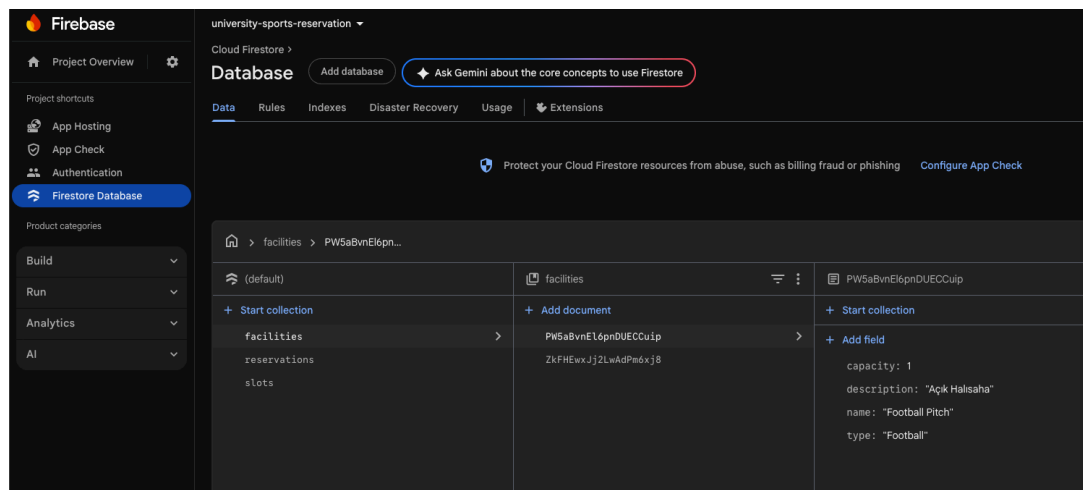 Firebase
university-sports-reservation
Project Overview
Cloud Firestore >
Database
Add database
Ask Gemini about the core concepts to use Firestore
Project shortcuts
Data Rules Indexes Disaster Recovery Usage Extensions
App Hosting
App Check
Authentication
Firestore Database
Protect your Cloud Firestore resources from abuse, such as billing fraud or phishing Configure App Check
Product categories
Build
Run
Analytics
AI
> facilities > PW5aBvnEl6pn...
(default)
facilities
PW5aBvnEl6pnDUECCuip
+ Start collection
+ Add document
+ Start collection
facilities
reservations
slots
PW5aBvnEl6pnDUECCuip
ZkFHEwxJj2LwAdPm6xj8
+ Add field
capacity: 1
description: "Açık Halısaha"
name: "Football Pitch"
type: "Football"